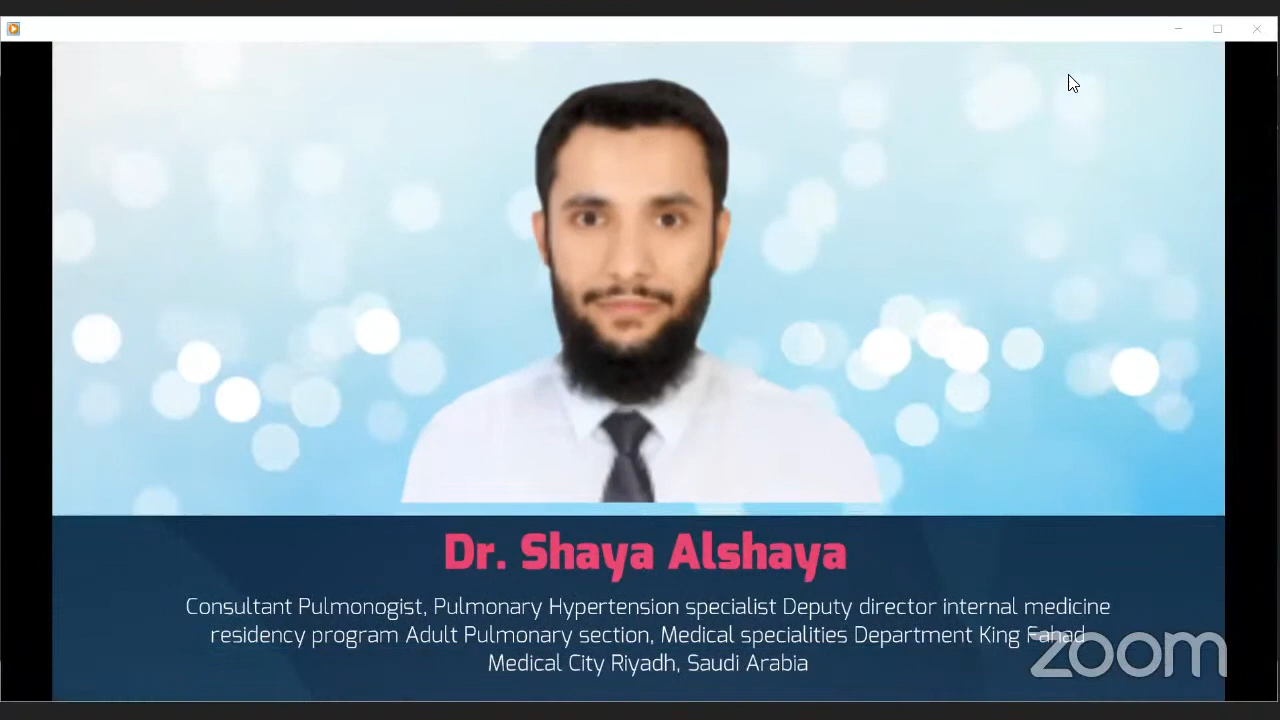 Dr. Shaya Alshaya
Consultant Pulmonogist, Pulmonary Hypertension specialist Deputy director internal medicine
residency program Adult Pulmonary section, Medical specialities Department King Fahad
Medical City Riyadh, Saudi Arabia
zoom